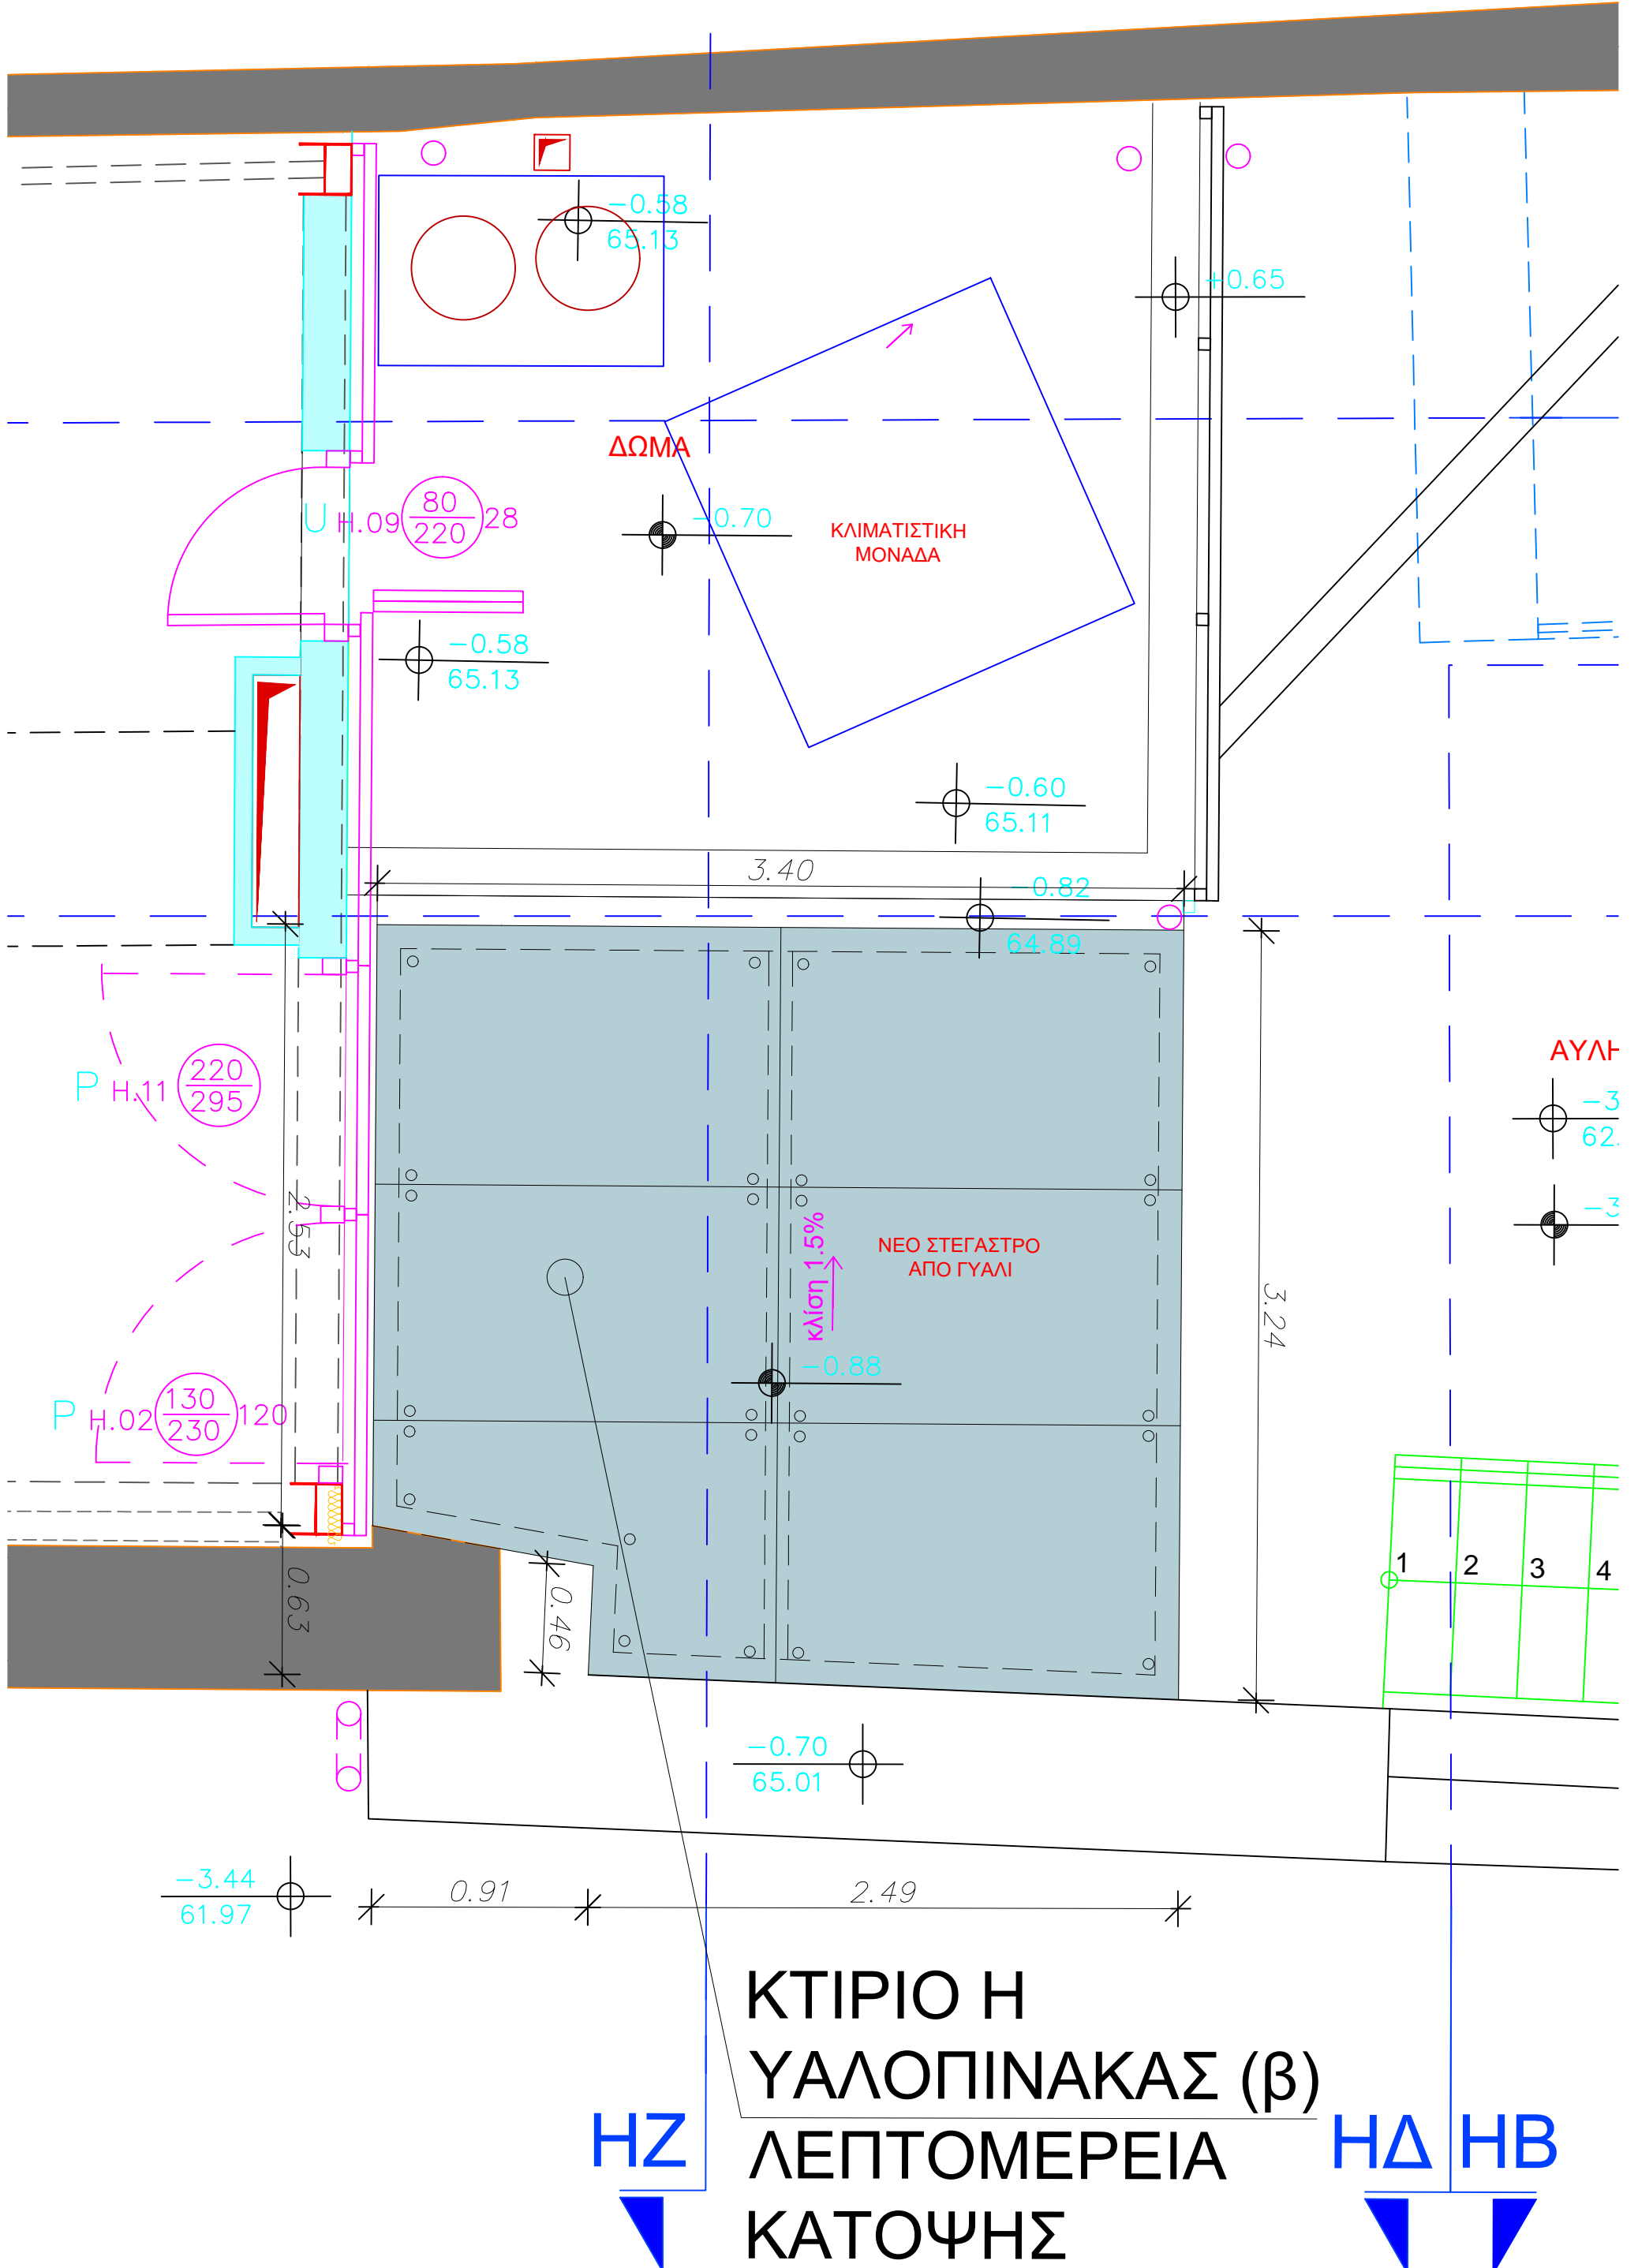 -0.58
65.13
+0.65
ΔΩΜΑ
U H.09 80 28
220
-0.70
ΚΛΙΜΑΤΙΣΤΙΚΗ
ΜΟΝΑΔΑ
-0.58
65.13
-0.60
65.11
3.40
-0.82
64.89
ΑΥΛΗ
P H.11 220
295
-3
62.
-3
2.53
κλίση 1.5%
ΝΕΟ ΣΤΕΓΑΣΤΡΟ
ΑΠΟ ΓΥΑΛΙ
3.24
-0.88
P H.02 130 120
230
0.63
0.46
1 2 3 4
-0.70
65.01
-3.44
61.97
0.91
2.49
ΚΤΙΡΙΟ Η
ΥΑΛΟΠΙΝΑΚΑΣ (β)
ΛΕΠΤΟΜΕΡΕΙΑ
ΚΑΤΟΨΗΣ
ΗΖ
ΗΔ ΗΒ